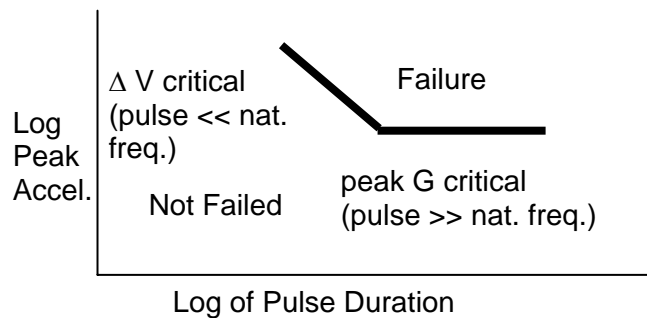 Δ V critical
(pulse << nat.
freq.)
Failure
Log
Peak
Accel.
Not Failed
peak G critical
(pulse >> nat. freq.)
Log of Pulse Duration